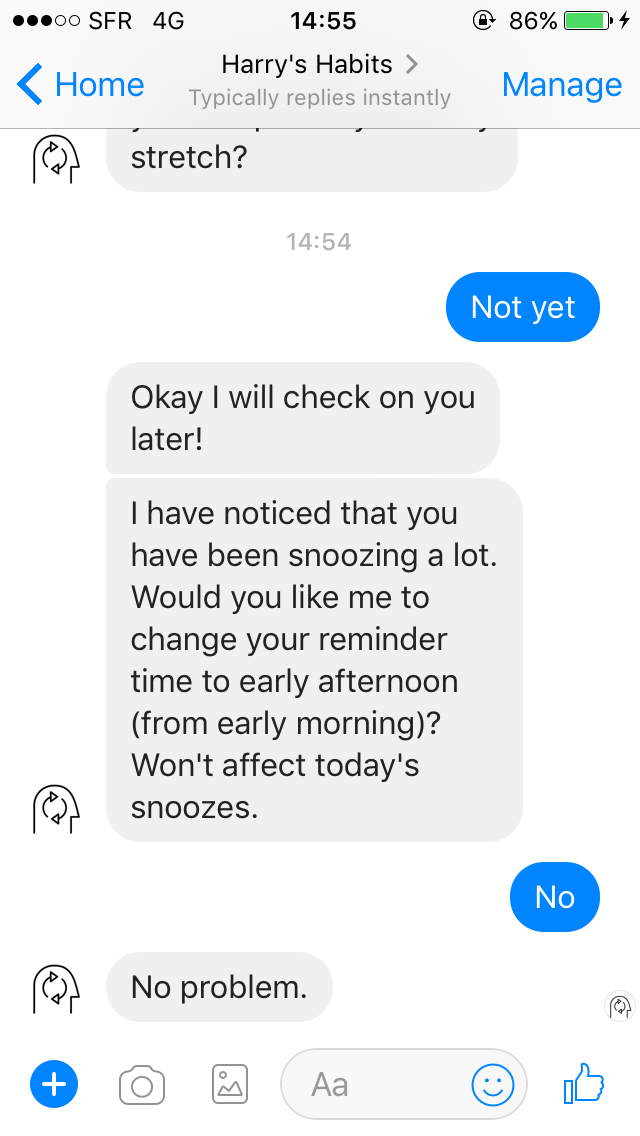 SFR 4G 14:55 86%
Home Harry's Habits Manage
Typically replies instantly
stretch?
14:54
Not yet
Okay I will check on you
later!
I have noticed that you
have been snoozing a lot.
Would you like me to
change your reminder
time to early afternoon
(from early morning)?
Won't affect today's
snoozes.
No
No problem.
Aa